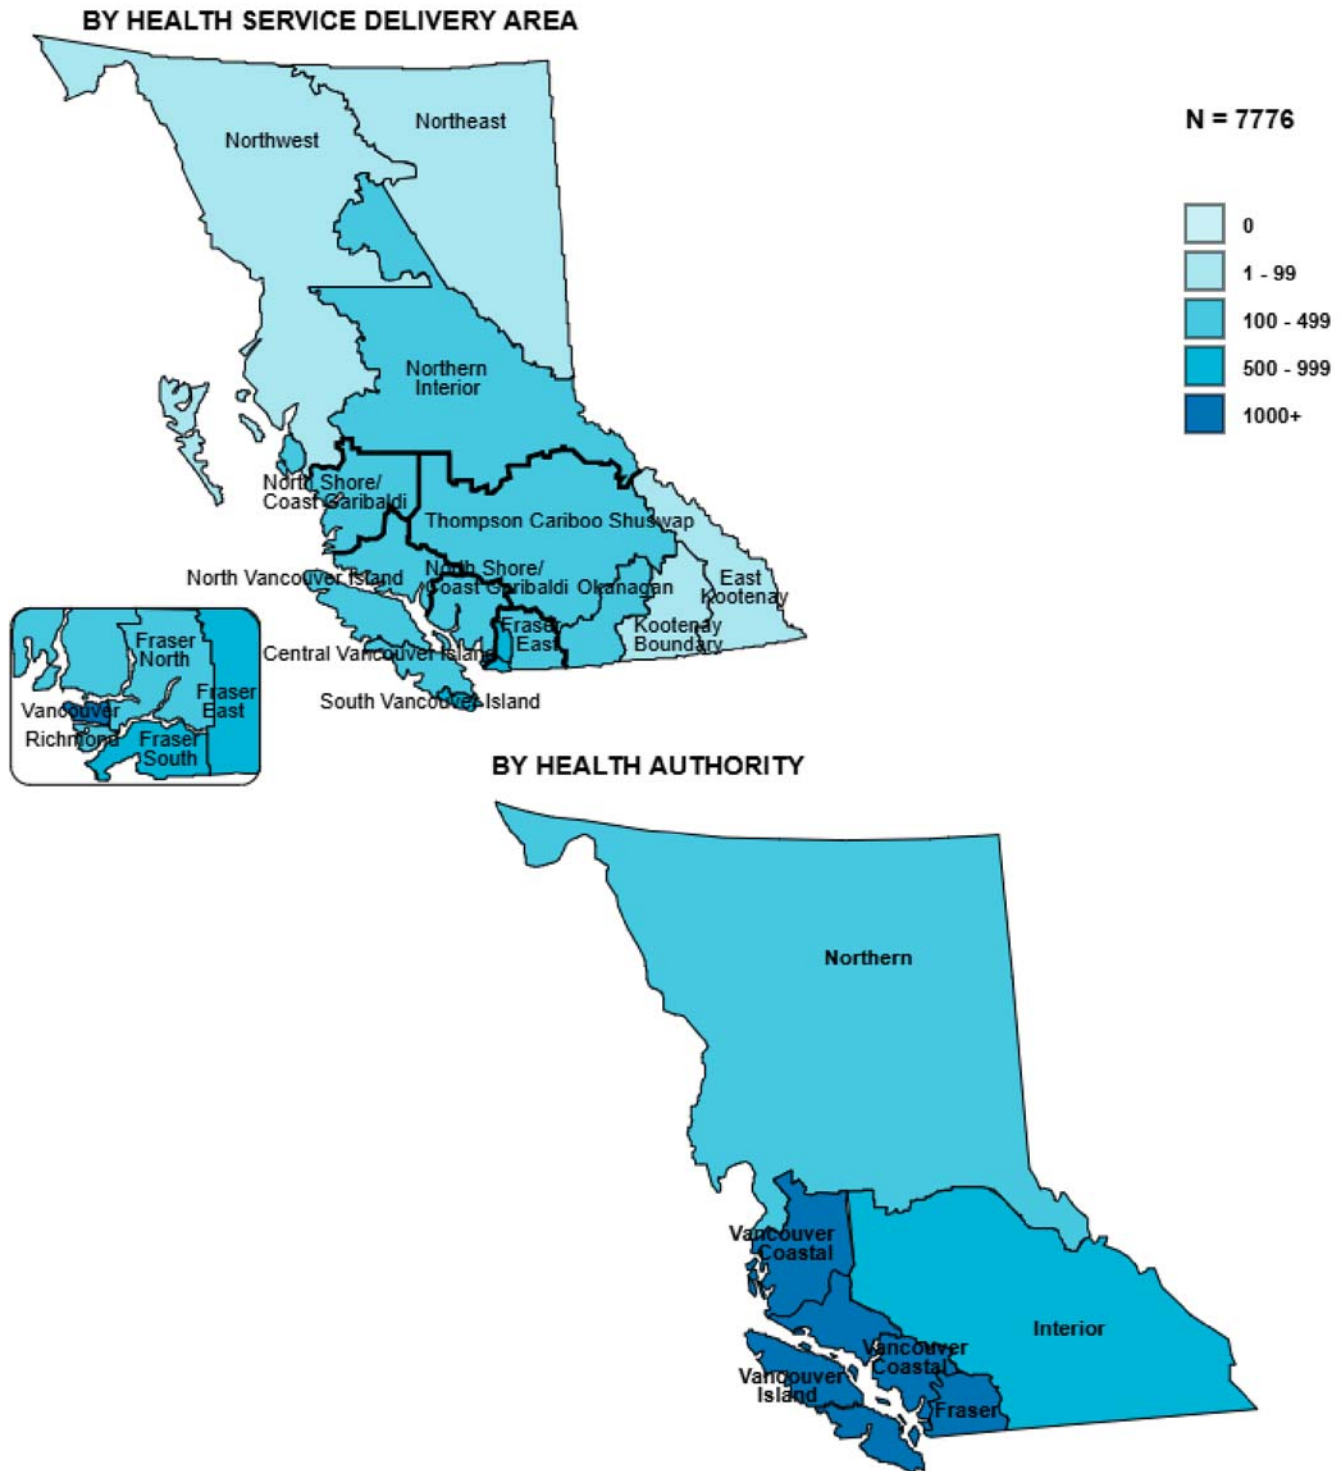 BY HEALTH SERVICE DELIVERY AREA
Northwest
Northeast
N = 7776
0
1 - 99
100 - 499
500 - 999
1000+
Northern
Interior
North Shore/
Coast Garibaldi
Thompson Cariboo Shuswap
North Vancouver Island
North Shore/
Coast Garibaldi
Okanagan
East
Kootenay
Kootenay
Boundary
Fraser
East
Central Vancouver Island
South Vancouver Island
Fraser
North
Fraser
East
Vancouver
Richmond
Fraser
South
BY HEALTH AUTHORITY
Northern
Vancouver
Coastal
Interior
Vancouver
Coastal
Vancouver
Island
Fraser